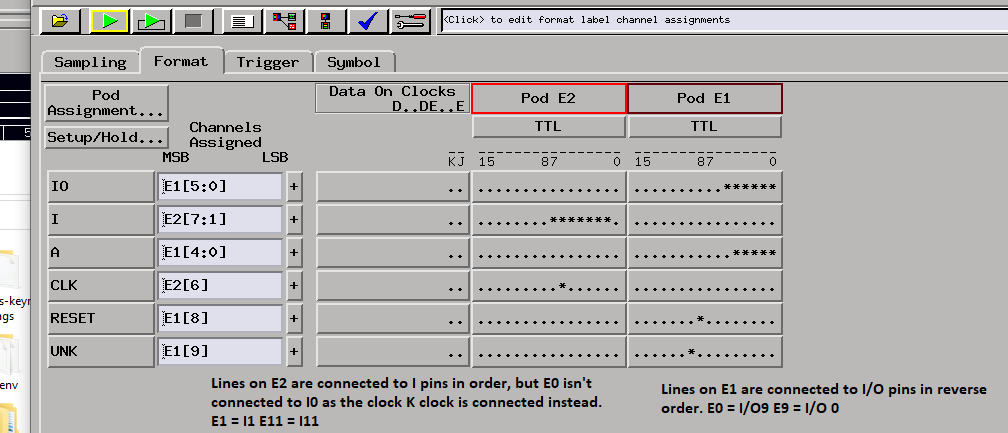 <Click> to edit format label channel assignments
Sampling Format Trigger Symbol
Pod Assignment...
Data On Clocks
D..DE..E
Pod E2
Pod E1
5
Setup/Hold...
Channels
Assigned
TTL
TTL
MSB LSB
KJ 15 87 0 15 87 0
IO E1[5:0] + .. ................ ..........******
I E2[7:1] + .. ........*******. ................
A E1[4:0] + .. ................ ...........*****
CLK E2[6] + .. .........*...... ................
RESET E1[8] + .. ................ .......*........
UNK E1[9] + .. ................ ......*.........
s-keyr
gs
env
Lines on E2 are connected to I pins in order, but E0 isn't
connected to I0 as the clock K clock is connected instead.
E1 = I1 E11 = I11
Lines on E1 are connected to I/O pins in reverse
order. E0 = I/O9 E9 = I/O 0